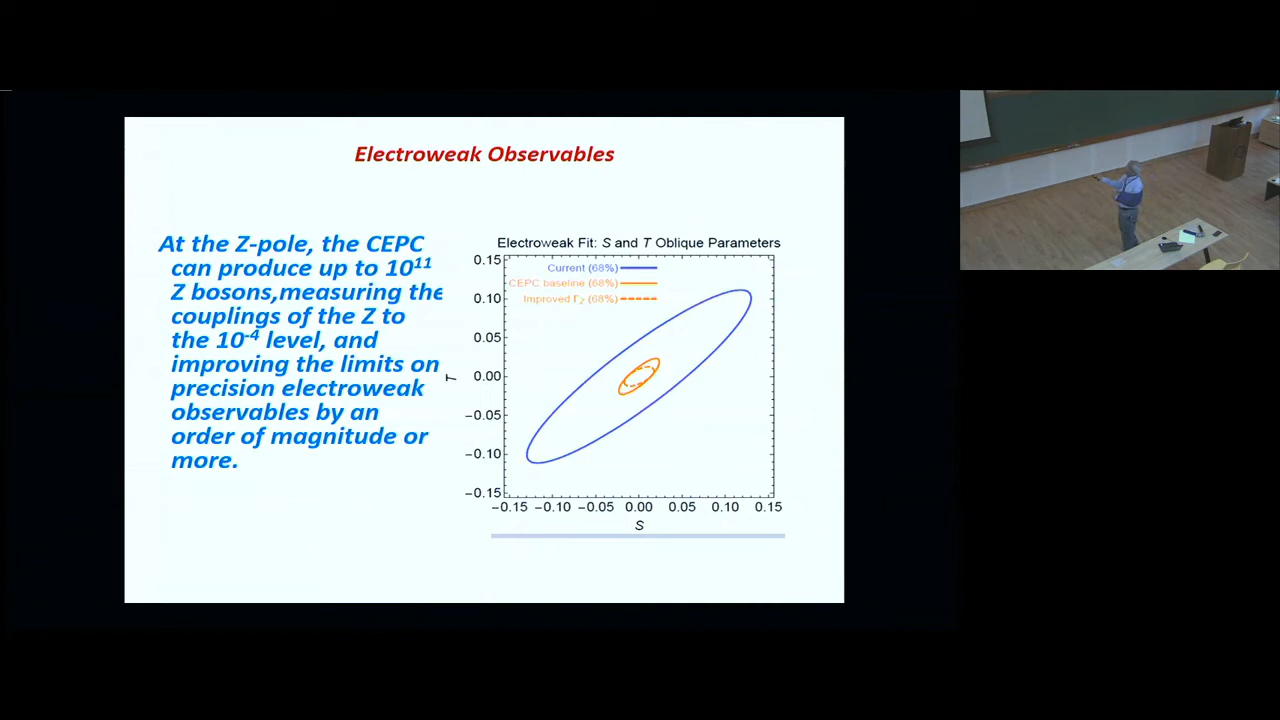 Electroweak Observables
At the Z-pole, the CEPC
can produce up to 10¹¹
Z bosons,measuring the
couplings of the Z to
the 10⁻⁴ level, and
improving the limits on
precision electroweak
observables by an
order of magnitude or
more.
Electroweak Fit: S and T Oblique Parameters
Current (68%)
CEPC baseline (68%)
Improved Γ_Z (68%)
0.15
0.10
0.05
0.00
−0.05
−0.10
−0.15
T
−0.15 −0.10 −0.05 0.00 0.05 0.10 0.15
S